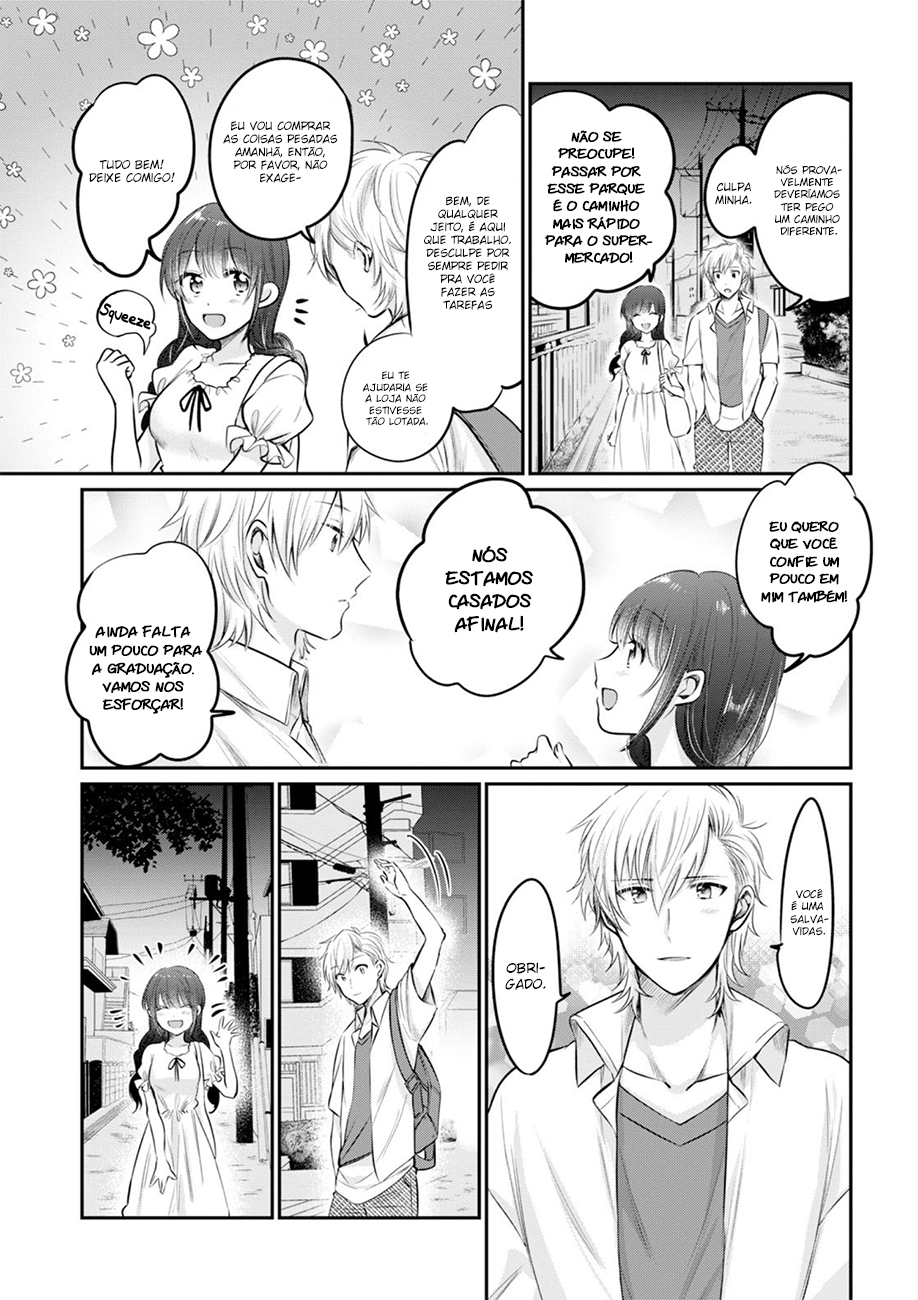 NÓS PROVA-
VELMENTE
DEVERÍAMOS
TER PEGO
UM CAMINHO
DIFERENTE.
CULPA
MINHA.
NÃO SE
PREOCUPE!
PASSAR POR
ESSE PARQUE
É O CAMINHO
MAIS RÁPIDO
PARA O SUPER-
MERCADO!
BEM, DE
QUALQUER
JEITO, É AQUI
QUE TRABALHO.
DESCULPE POR
SEMPRE PEDIR
PRA VOCÊ
FAZER AS
TAREFAS
EU TE
AJUDARIA SE
A LOJA NÃO
ESTIVESSE
TÃO LOTADA.
EU VOU COMPRAR
AS COISAS PESADAS
AMANHÃ, ENTÃO,
POR FAVOR, NÃO
EXAGE-
TUDO BEM!
DEIXE COMIGO!
Squeeze
EU QUERO
QUE VOCÊ
CONFIE UM
POUCO EM
MIM TAMBÉM!
NÓS
ESTAMOS
CASADOS
AFINAL!
AINDA FALTA
UM POUCO PARA
A GRADUAÇÃO.
VAMOS NOS
ESFORÇAR!
VOCÊ
É UMA
SALVA-
VIDAS.
OBRI-
GADO.